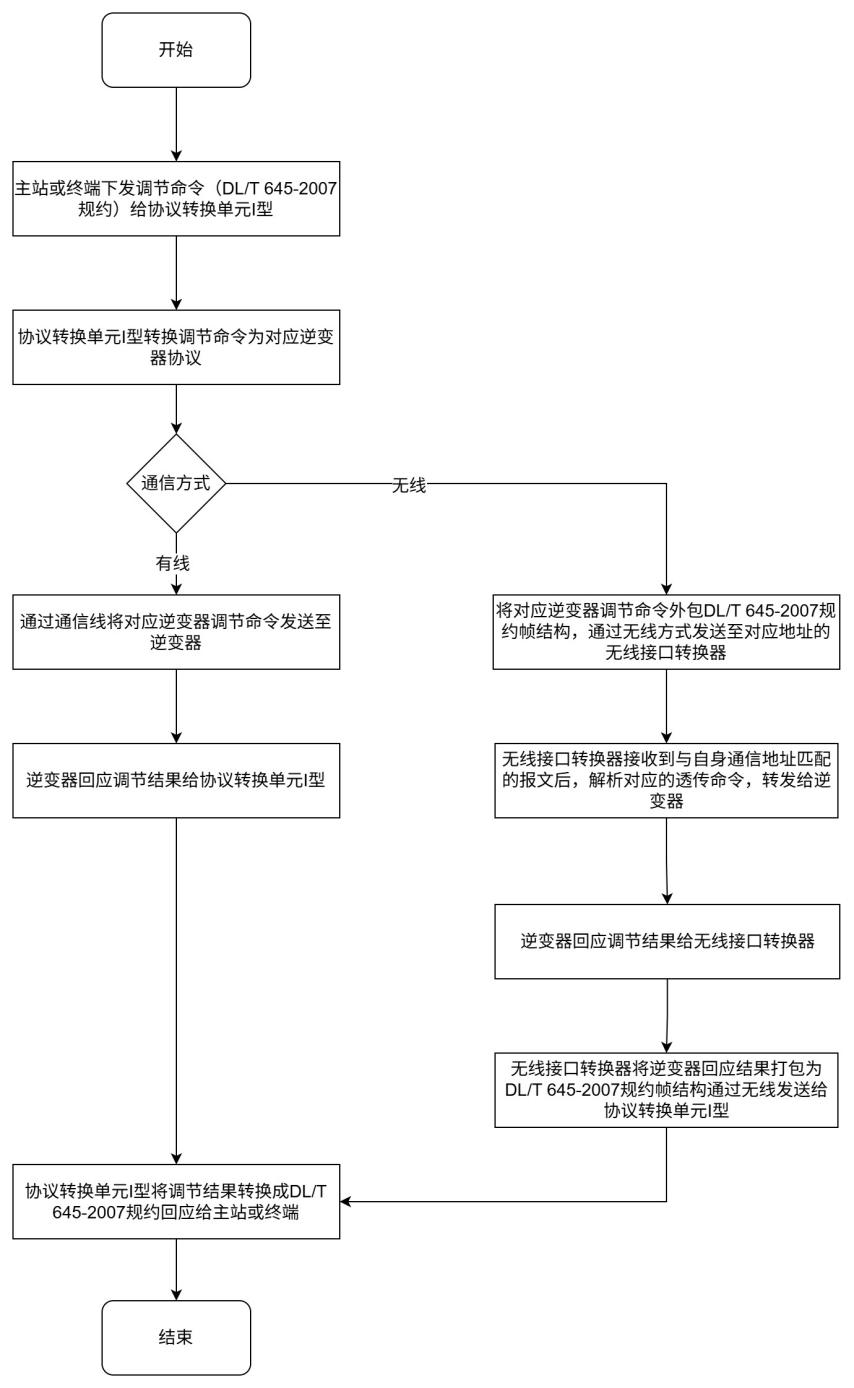 开始
主站或终端下发调节命令（DL/T 645-2007
规约）给协议转换单元I型
协议转换单元I型转换调节命令为对应逆变
器协议
通信方式
无线
有线
通过通信线将对应逆变器调节命令发送至
逆变器
将对应逆变器调节命令外包DL/T 645-2007规
约帧结构，通过无线方式发送至对应地址的
无线接口转换器
逆变器回应调节结果给协议转换单元I型
无线接口转换器接收到与自身通信地址匹配
的报文后，解析对应的透传命令，转发给逆
变器
逆变器回应调节结果给无线接口转换器
无线接口转换器将逆变器回应结果打包为
DL/T 645-2007规约帧结构通过无线发送给
协议转换单元I型
协议转换单元I型将调节结果转换成DL/T
645-2007规约回应给主站或终端
结束